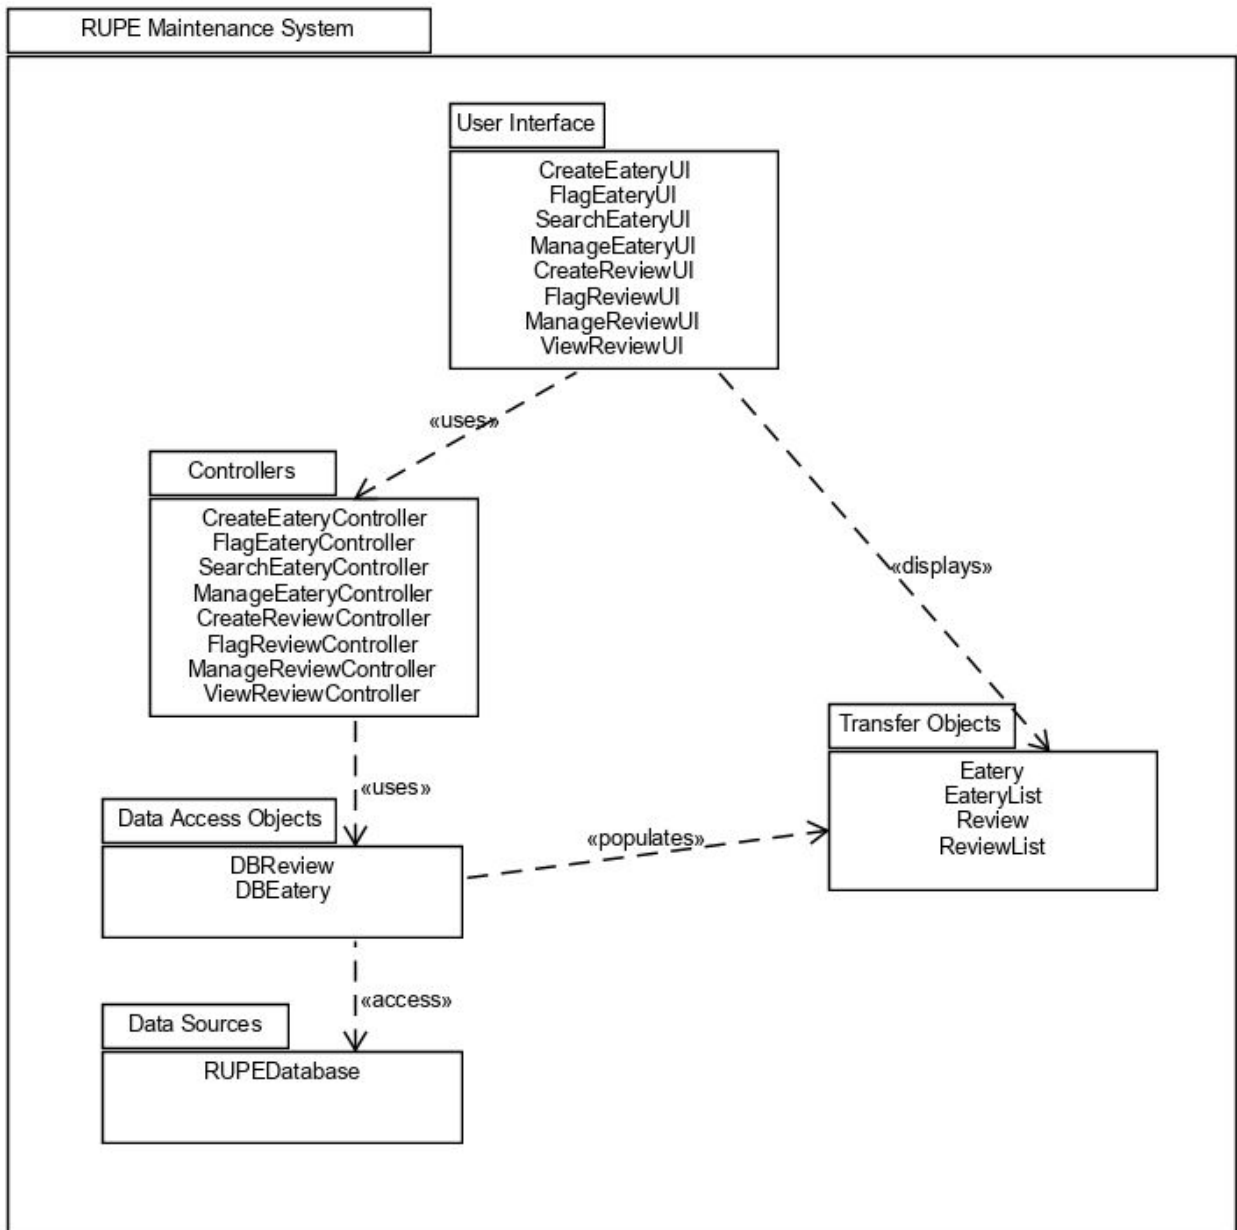 RUPE Maintenance System
User Interface
CreateEateryUI
FlagEateryUI
SearchEateryUI
ManageEateryUI
CreateReviewUI
FlagReviewUI
ManageReviewUI
ViewReviewUI
«uses»
Controllers
CreateEateryController
FlagEateryController
SearchEateryController
ManageEateryController
CreateReviewController
FlagReviewController
ManageReviewController
ViewReviewController
«displays»
Transfer Objects
Eatery
EateryList
Review
ReviewList
«uses»
Data Access Objects
DBReview
DBEatery
«populates»
«access»
Data Sources
RUPEDatabase